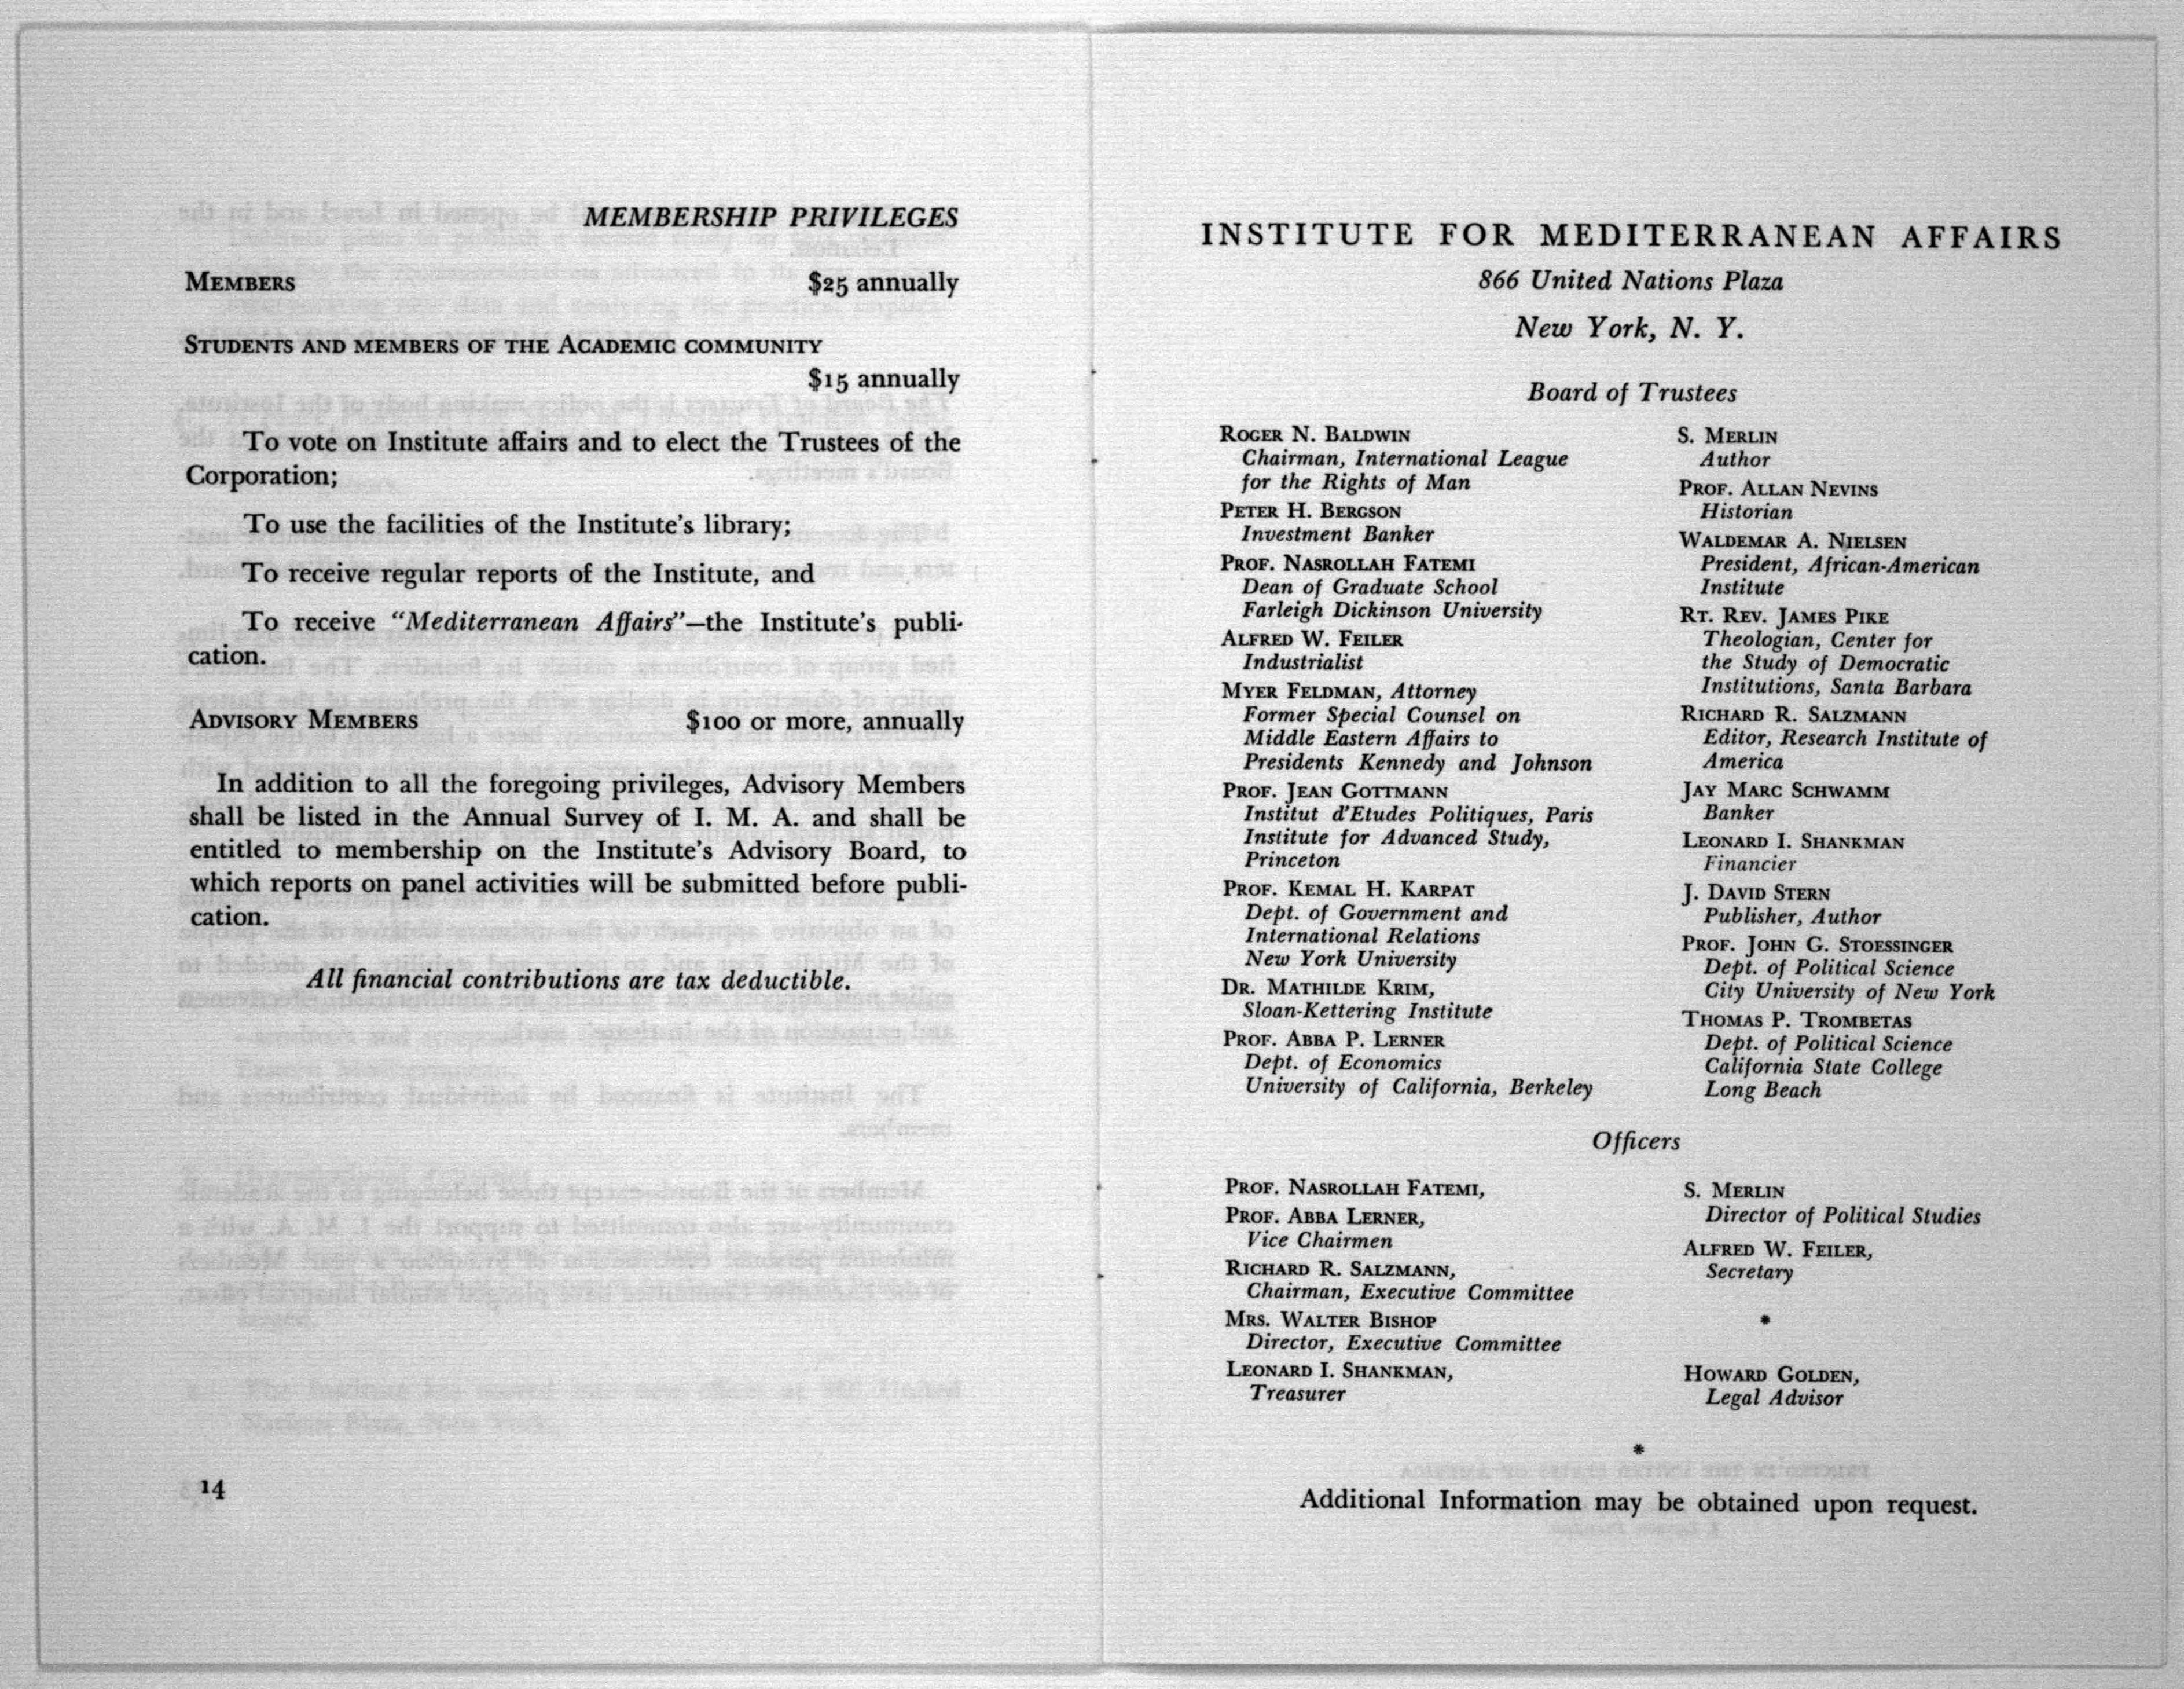 MEMBERSHIP PRIVILEGES
MEMBERS $25 annually
STUDENTS AND MEMBERS OF THE ACADEMIC COMMUNITY
$15 annually
To vote on Institute affairs and to elect the Trustees of the
Corporation;
To use the facilities of the Institute's library;
To receive regular reports of the Institute, and
To receive "Mediterranean Affairs"—the Institute's publi-
cation.
ADVISORY MEMBERS $100 or more, annually
In addition to all the foregoing privileges, Advisory Members
shall be listed in the Annual Survey of I. M. A. and shall be
entitled to membership on the Institute's Advisory Board, to
which reports on panel activities will be submitted before publi-
cation.
All financial contributions are tax deductible.
14
INSTITUTE FOR MEDITERRANEAN AFFAIRS
866 United Nations Plaza
New York, N. Y.
Board of Trustees
ROGER N. BALDWIN
Chairman, International League
for the Rights of Man
PETER H. BERGSON
Investment Banker
PROF. NASROLLAH FATEMI
Dean of Graduate School
Farleigh Dickinson University
ALFRED W. FEILER
Industrialist
MYER FELDMAN, Attorney
Former Special Counsel on
Middle Eastern Affairs to
Presidents Kennedy and Johnson
PROF. JEAN GOTTMANN
Institut d'Etudes Politiques, Paris
Institute for Advanced Study,
Princeton
PROF. KEMAL H. KARPAT
Dept. of Government and
International Relations
New York University
DR. MATHILDE KRIM,
Sloan-Kettering Institute
PROF. ABBA P. LERNER
Dept. of Economics
University of California, Berkeley
S. MERLIN
Author
PROF. ALLAN NEVINS
Historian
WALDEMAR A. NIELSEN
President, African-American
Institute
RT. REV. JAMES PIKE
Theologian, Center for
the Study of Democratic
Institutions, Santa Barbara
RICHARD R. SALZMANN
Editor, Research Institute of
America
JAY MARC SCHWAMM
Banker
LEONARD I. SHANKMAN
Financier
J. DAVID STERN
Publisher, Author
PROF. JOHN G. STOESSINGER
Dept. of Political Science
City University of New York
THOMAS P. TROMBETAS
Dept. of Political Science
California State College
Long Beach
Officers
PROF. NASROLLAH FATEMI,
PROF. ABBA LERNER,
Vice Chairmen
RICHARD R. SALZMANN,
Chairman, Executive Committee
MRS. WALTER BISHOP
Director, Executive Committee
LEONARD I. SHANKMAN,
Treasurer
S. MERLIN
Director of Political Studies
ALFRED W. FEILER,
Secretary
*
HOWARD GOLDEN,
Legal Advisor
*
Additional Information may be obtained upon request.